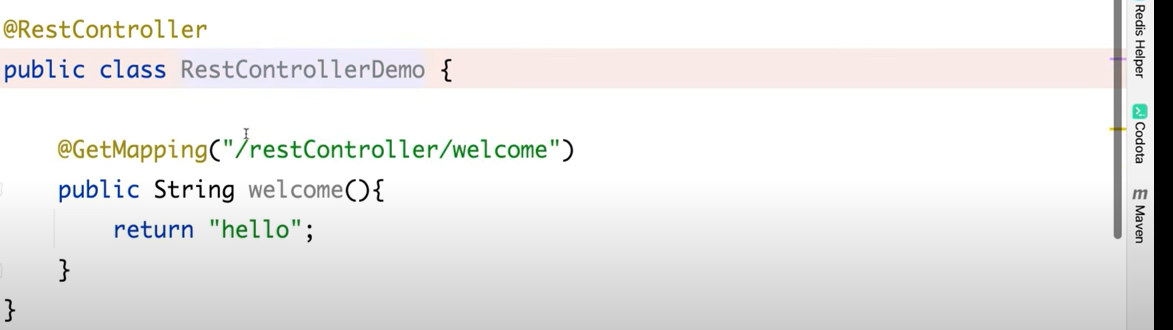 @RestController
public class RestControllerDemo {
@GetMapping("/restController/welcome")
public String welcome(){
return "hello";
}
}
Redis Helper
Codota
m Maven